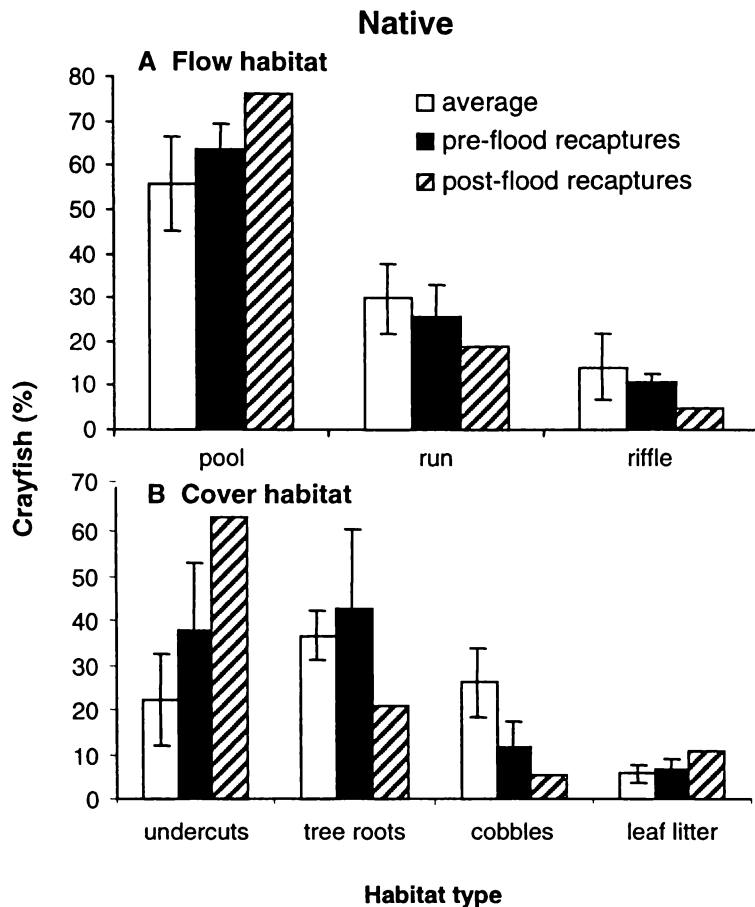 Native
A Flow habitat
80
70
60
50
40
30
20
10
0
average
pre-flood recaptures
post-flood recaptures
pool run riffle
Crayfish (%)
B Cover habitat
70
60
50
40
30
20
10
0
undercuts tree roots cobbles leaf litter
Habitat type